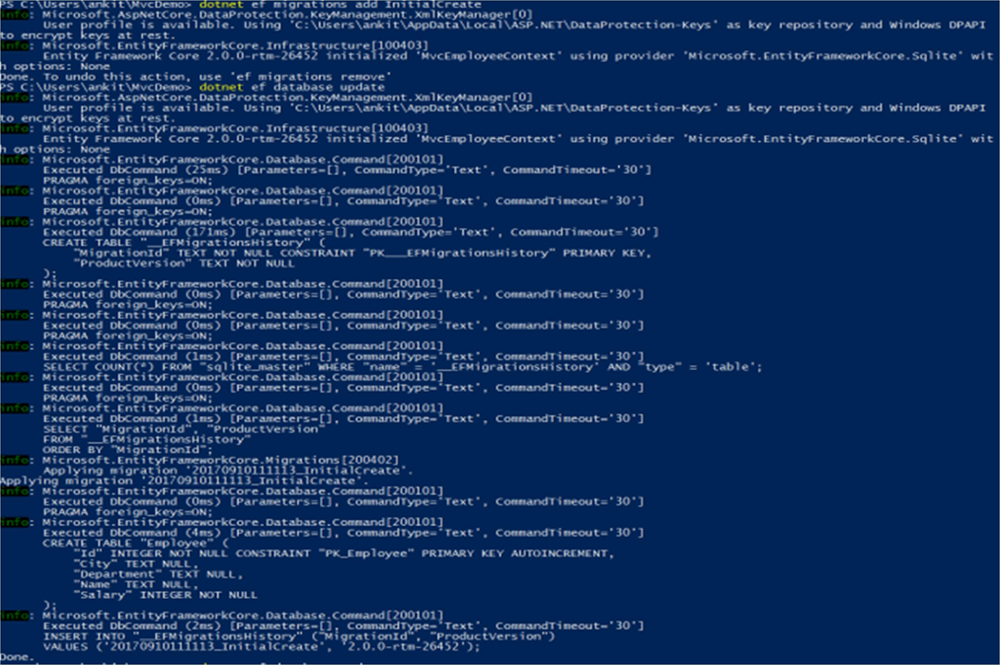 PS C:\Users\ankit\MvcDemo> dotnet ef migrations add InitialCreate
info: Microsoft.AspNetCore.DataProtection.KeyManagement.XmlKeyManager[0]
User profile is available. Using 'C:\Users\ankit\AppData\Local\ASP.NET\DataProtection-Keys' as key repository and Windows DPAPI
to encrypt keys at rest.
info: Microsoft.EntityFrameworkCore.Infrastructure[100403]
Entity Framework Core 2.0.0-rtm-26452 initialized 'MvcEmployeeContext' using provider 'Microsoft.EntityFrameworkCore.Sqlite' wit
h options: None
Done. To undo this action, use 'ef migrations remove'
PS C:\Users\ankit\MvcDemo> dotnet ef database update
info: Microsoft.AspNetCore.DataProtection.KeyManagement.XmlKeyManager[0]
User profile is available. Using 'C:\Users\ankit\AppData\Local\ASP.NET\DataProtection-Keys' as key repository and Windows DPAPI
to encrypt keys at rest.
info: Microsoft.EntityFrameworkCore.Infrastructure[100403]
Entity Framework Core 2.0.0-rtm-26452 initialized 'MvcEmployeeContext' using provider 'Microsoft.EntityFrameworkCore.Sqlite' wit
h options: None
info: Microsoft.EntityFrameworkCore.Database.Command[200101]
Executed DbCommand (25ms) [Parameters=[], CommandType='Text', CommandTimeout='30']
PRAGMA foreign_keys=ON;
info: Microsoft.EntityFrameworkCore.Database.Command[200101]
Executed DbCommand (0ms) [Parameters=[], CommandType='Text', CommandTimeout='30']
PRAGMA foreign_keys=ON;
info: Microsoft.EntityFrameworkCore.Database.Command[200101]
Executed DbCommand (171ms) [Parameters=[], CommandType='Text', CommandTimeout='30']
CREATE TABLE "__EFMigrationsHistory" (
"MigrationId" TEXT NOT NULL CONSTRAINT "PK___EFMigrationsHistory" PRIMARY KEY,
"ProductVersion" TEXT NOT NULL
);
info: Microsoft.EntityFrameworkCore.Database.Command[200101]
Executed DbCommand (0ms) [Parameters=[], CommandType='Text', CommandTimeout='30']
PRAGMA foreign_keys=ON;
info: Microsoft.EntityFrameworkCore.Database.Command[200101]
Executed DbCommand (0ms) [Parameters=[], CommandType='Text', CommandTimeout='30']
PRAGMA foreign_keys=ON;
info: Microsoft.EntityFrameworkCore.Database.Command[200101]
Executed DbCommand (1ms) [Parameters=[], CommandType='Text', CommandTimeout='30']
SELECT COUNT(*) FROM "sqlite_master" WHERE "name" = '__EFMigrationsHistory' AND "type" = 'table';
info: Microsoft.EntityFrameworkCore.Database.Command[200101]
Executed DbCommand (0ms) [Parameters=[], CommandType='Text', CommandTimeout='30']
PRAGMA foreign_keys=ON;
info: Microsoft.EntityFrameworkCore.Database.Command[200101]
Executed DbCommand (1ms) [Parameters=[], CommandType='Text', CommandTimeout='30']
SELECT "MigrationId", "ProductVersion"
FROM "__EFMigrationsHistory"
ORDER BY "MigrationId";
info: Microsoft.EntityFrameworkCore.Migrations[200402]
Applying migration '20170910111113_InitialCreate'.
Applying migration '20170910111113_InitialCreate'.
info: Microsoft.EntityFrameworkCore.Database.Command[200101]
Executed DbCommand (0ms) [Parameters=[], CommandType='Text', CommandTimeout='30']
PRAGMA foreign_keys=ON;
info: Microsoft.EntityFrameworkCore.Database.Command[200101]
Executed DbCommand (4ms) [Parameters=[], CommandType='Text', CommandTimeout='30']
CREATE TABLE "Employee" (
"Id" INTEGER NOT NULL CONSTRAINT "PK_Employee" PRIMARY KEY AUTOINCREMENT,
"City" TEXT NULL,
"Department" TEXT NULL,
"Name" TEXT NULL,
"Salary" INTEGER NOT NULL
);
info: Microsoft.EntityFrameworkCore.Database.Command[200101]
Executed DbCommand (2ms) [Parameters=[], CommandType='Text', CommandTimeout='30']
INSERT INTO "__EFMigrationsHistory" ("MigrationId", "ProductVersion")
VALUES ('20170910111113_InitialCreate', '2.0.0-rtm-26452');
Done.